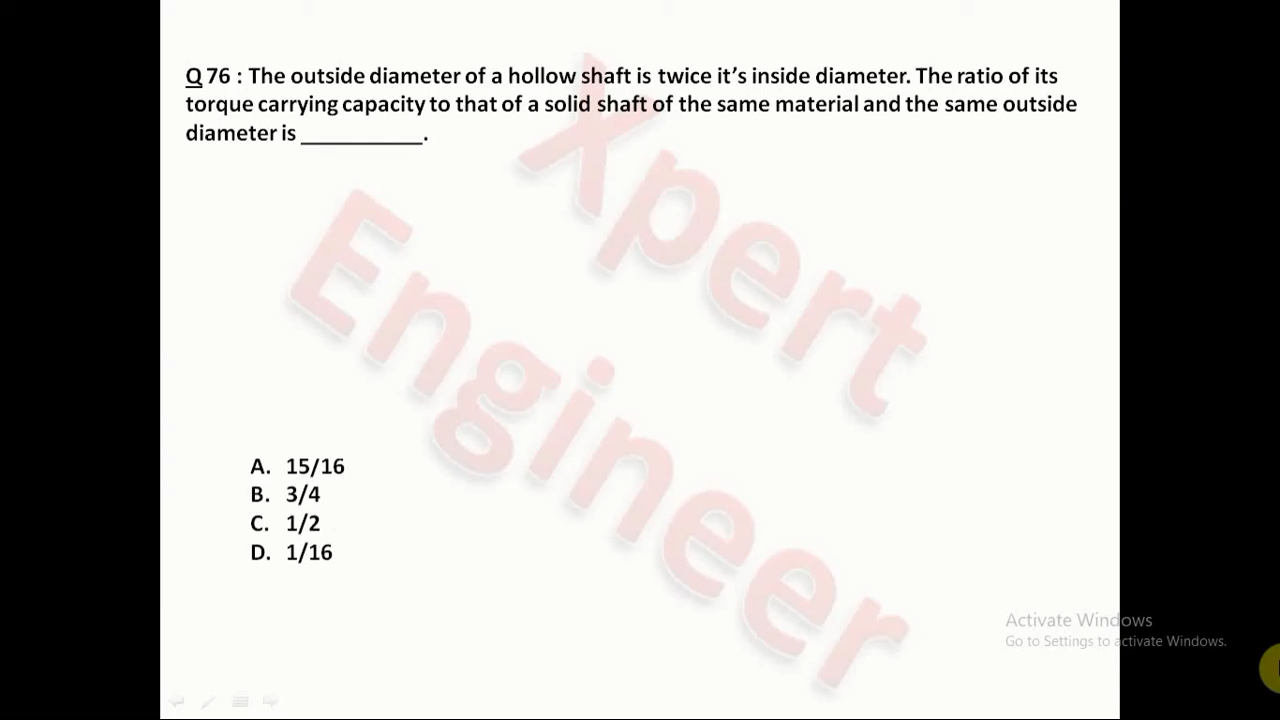 Q 76 : The outside diameter of a hollow shaft is twice it’s inside diameter. The ratio of its
torque carrying capacity to that of a solid shaft of the same material and the same outside
diameter is __________.
Xpert
Engineer
A. 15/16
B. 3/4
C. 1/2
D. 1/16
Activate Windows
Go to Settings to activate Windows.